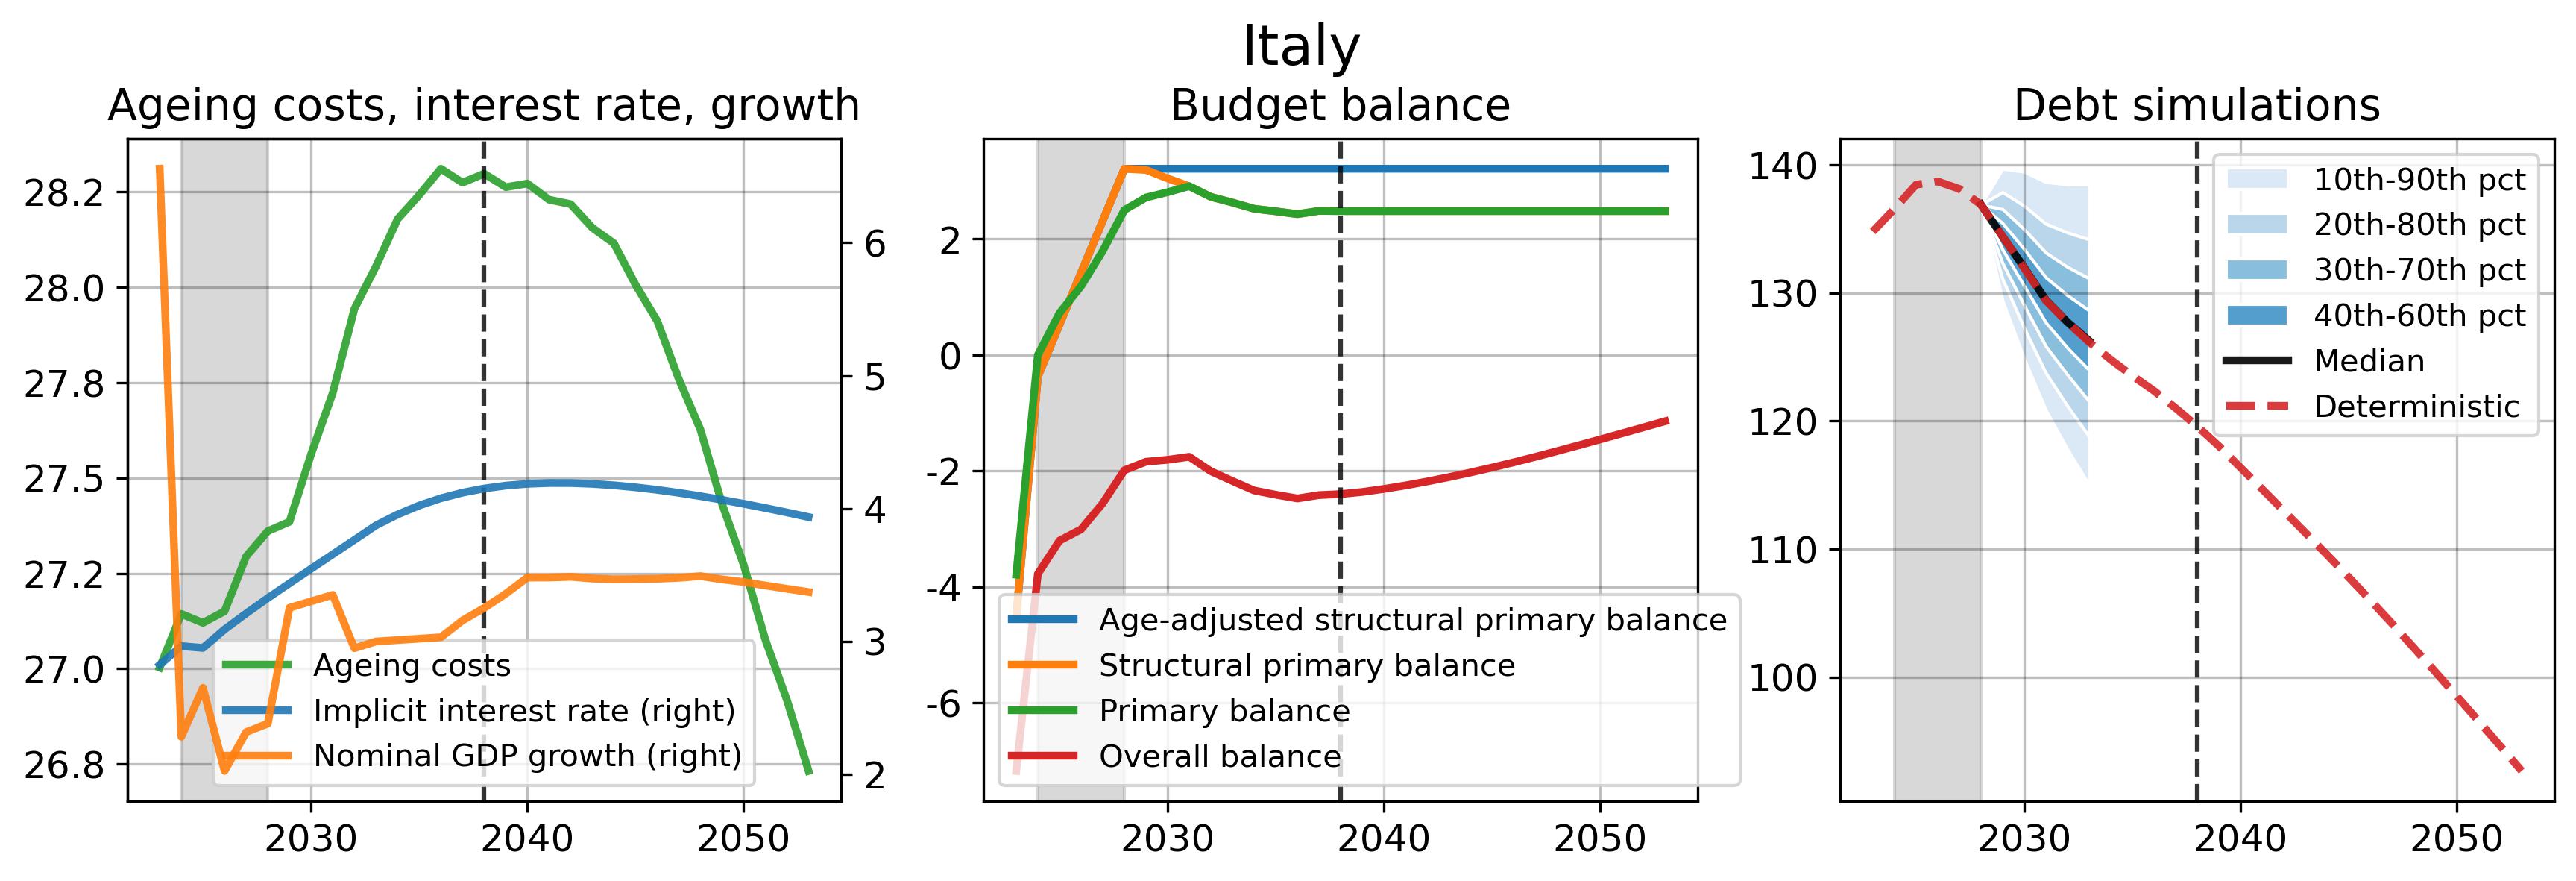 Italy
Ageing costs, interest rate, growth
28.2
28.0
27.8
27.5
27.2
27.0
26.8
6
5
4
3
2
2030
2040
2050
Ageing costs
Implicit interest rate (right)
Nominal GDP growth (right)
Budget balance
2
0
-2
-4
-6
2030
2040
2050
Age-adjusted structural primary balance
Structural primary balance
Primary balance
Overall balance
Debt simulations
140
130
120
110
100
2030
2040
2050
10th-90th pct
20th-80th pct
30th-70th pct
40th-60th pct
Median
Deterministic